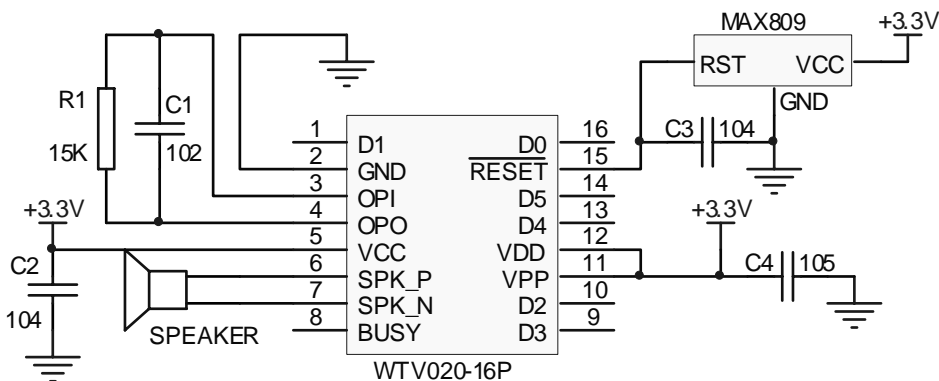 MAX809
+3.3V
RST VCC
GND
R1
15K
C1
102
C3 104
1 D1 D0 16
2 GND RESET 15
3 OPI D5 14
4 OPO D4 13
5 VCC VDD 12
6 SPK_P VPP 11
7 SPK_N D2 10
8 BUSY D3 9
+3.3V
+3.3V
C2
104
C4 105
SPEAKER
WTV020-16P